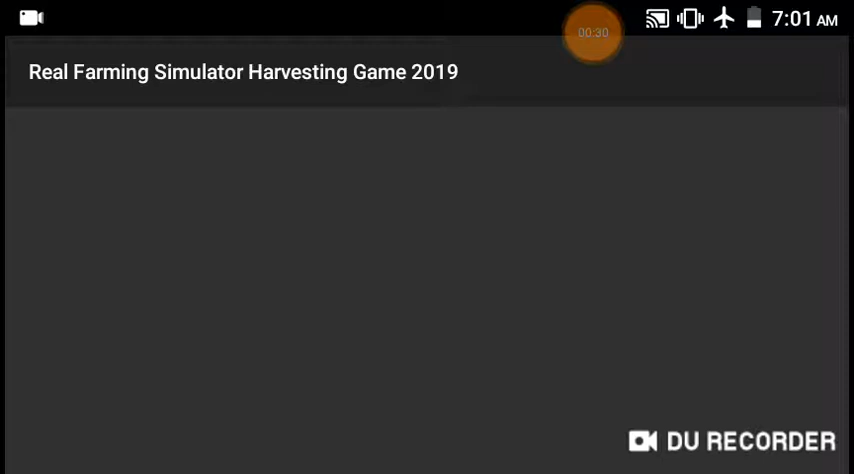 00:30
7:01 AM
Real Farming Simulator Harvesting Game 2019
DU RECORDER